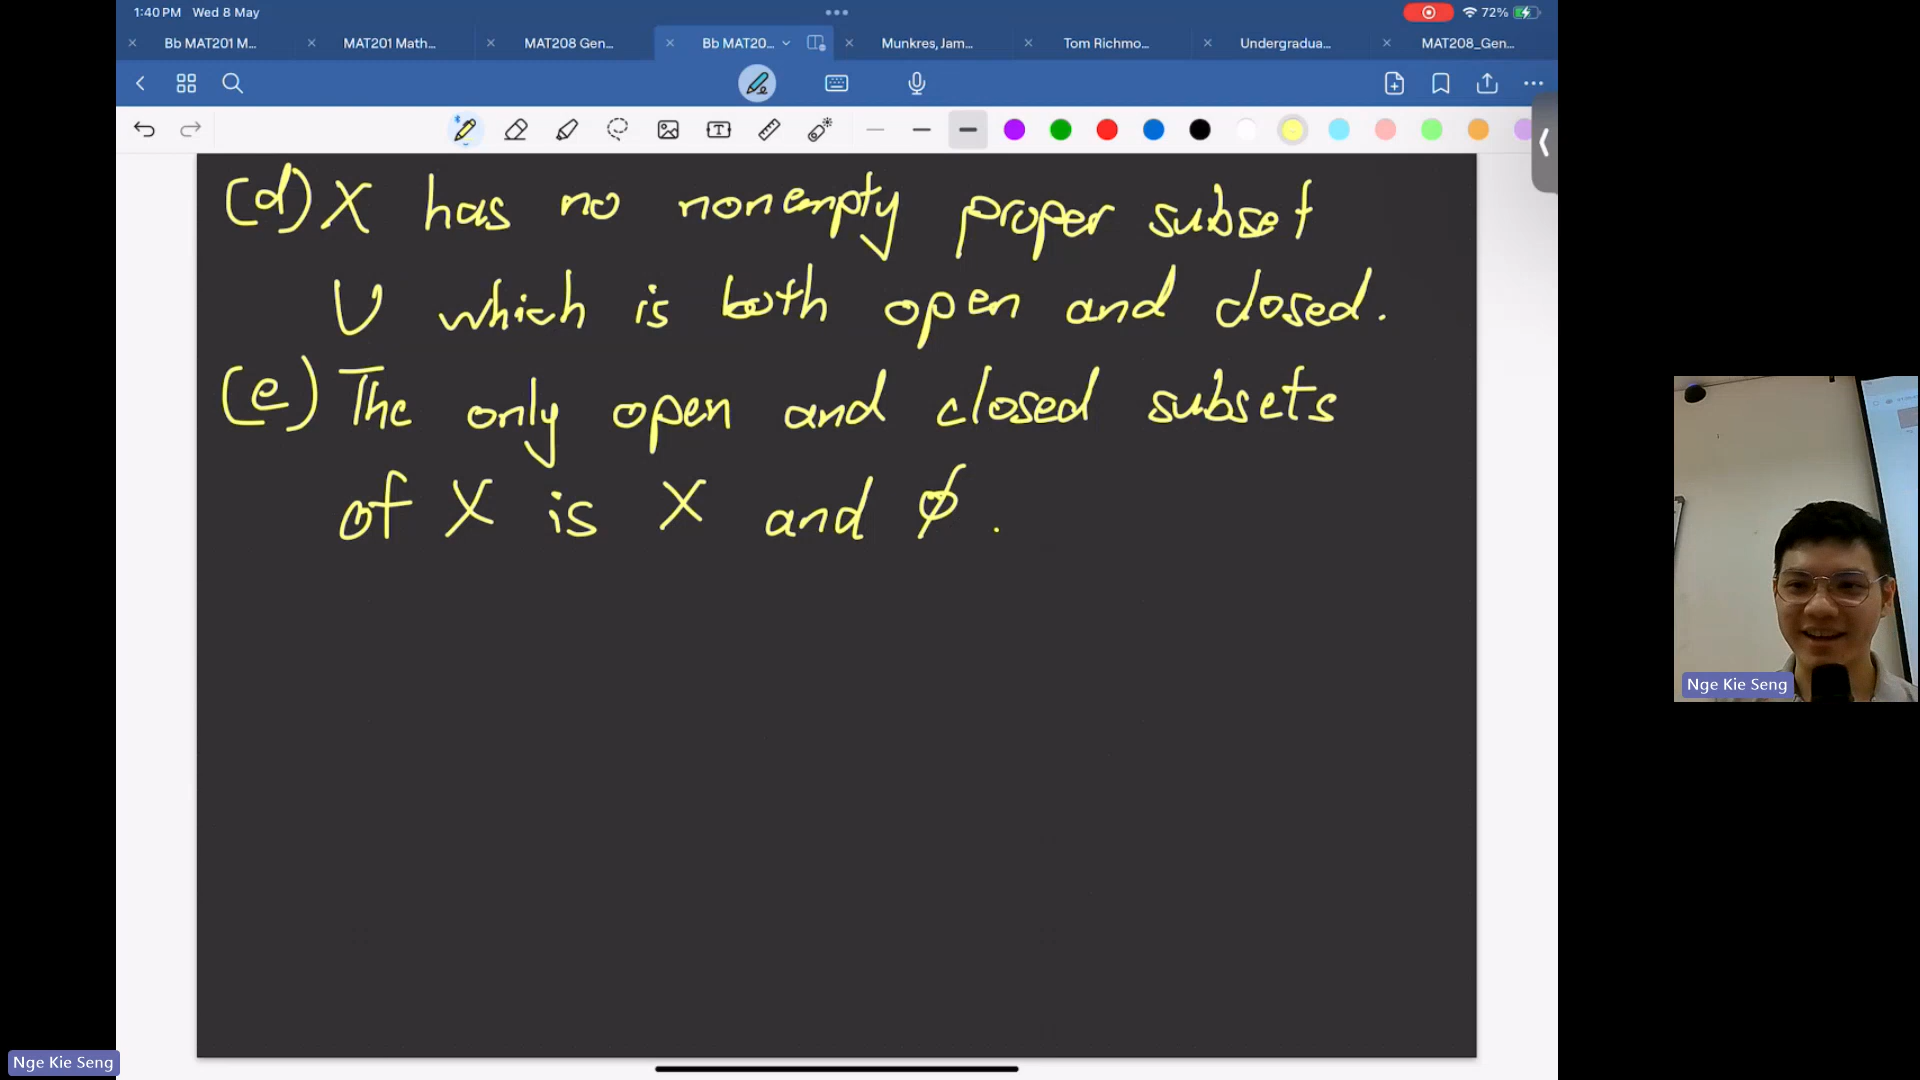 1:40 PM Wed 8 May
72%
Bb MAT201 M...
MAT201 Math...
MAT208 Gen...
Bb MAT20...
Munkres, Jam...
Tom Richmo...
Undergradua...
MAT208_Gen...
(d) X has no nonempty proper subset
U which is both open and closed.
(e) The only open and closed subsets
of X is X and ∅.
Nge Kie Seng
Nge Kie Seng